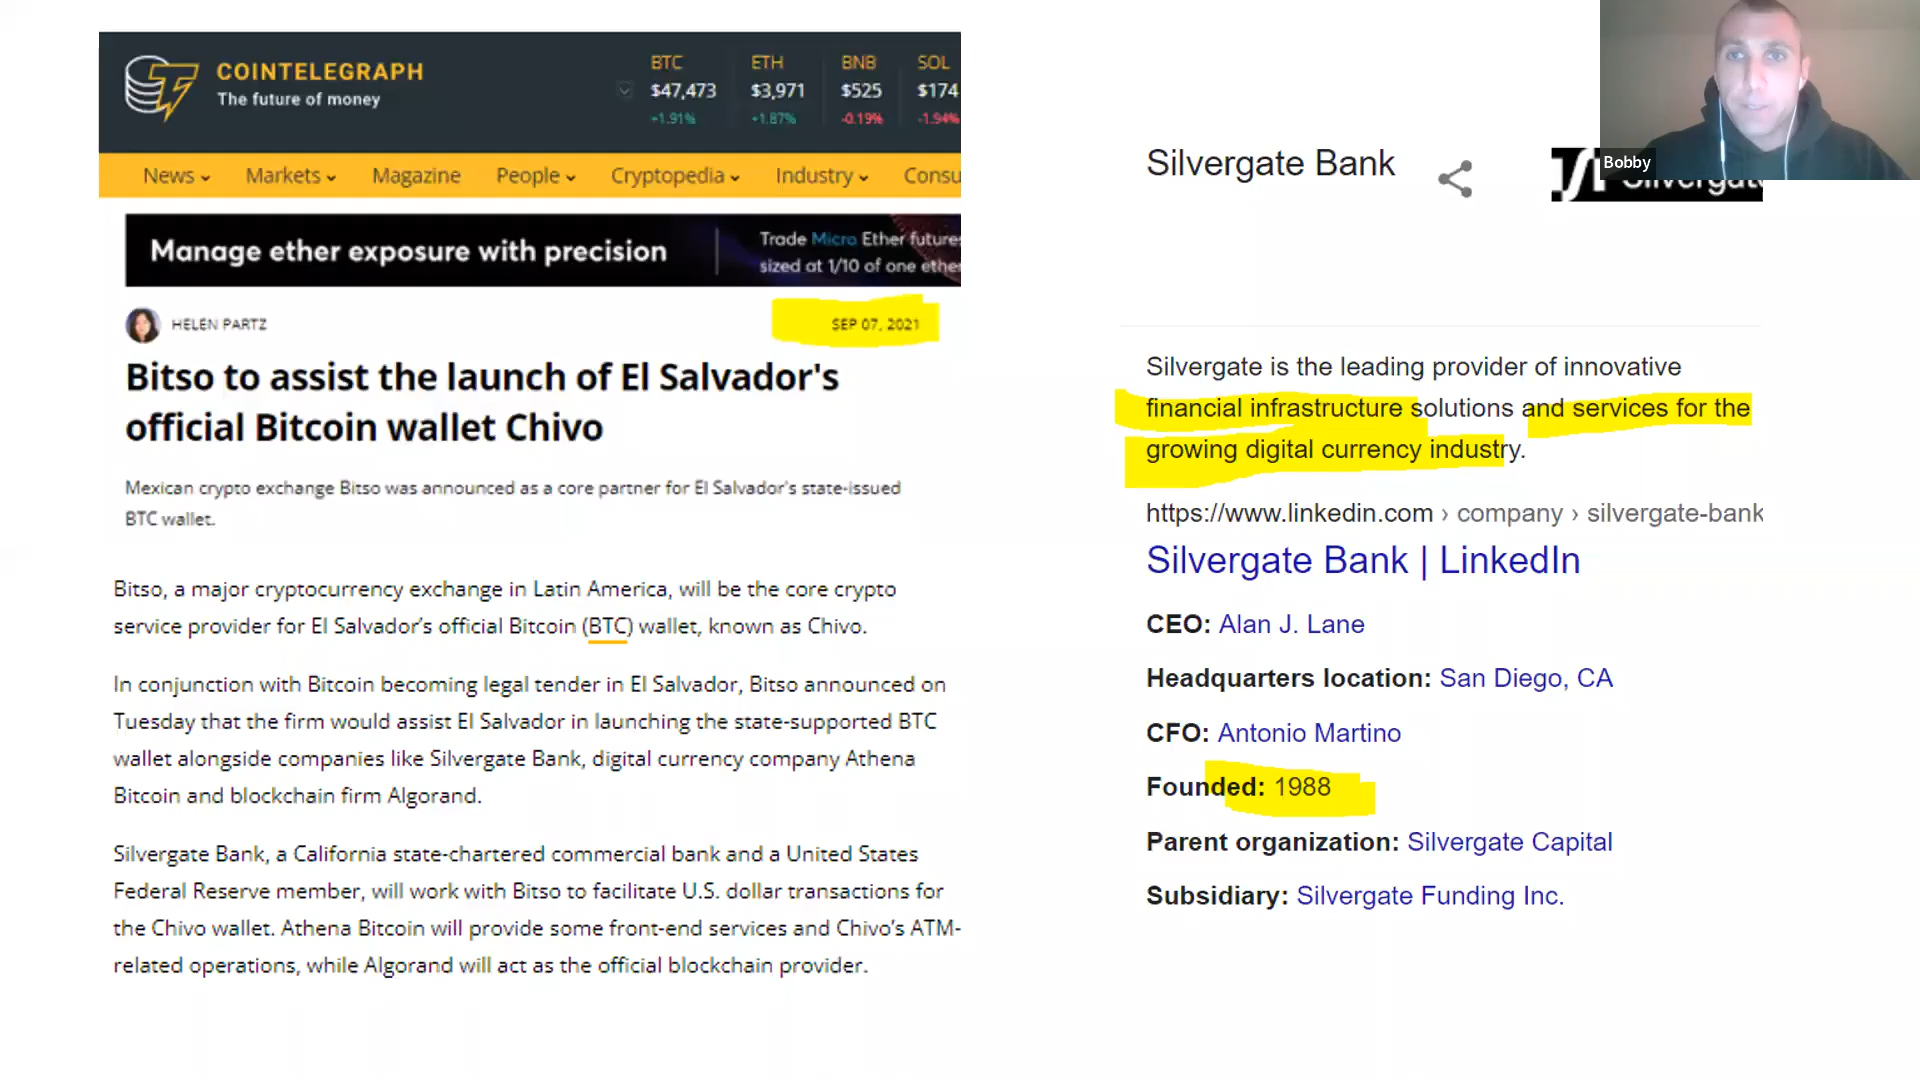 COINTELEGRAPH
The future of money
BTC ETH BNB SOL
$47,473 $3,971 $525 $174
+1.91% +1.87% -0.19% -1.94%
News Markets Magazine People Cryptopedia Industry Consu
Manage ether exposure with precision
Trade Micro Ether futures
sized at 1/10 of one ether
HELEN PARTZ
SEP 07, 2021
Bitso to assist the launch of El Salvador's
official Bitcoin wallet Chivo
Mexican crypto exchange Bitso was announced as a core partner for El Salvador's state-issued
BTC wallet.
Bitso, a major cryptocurrency exchange in Latin America, will be the core crypto
service provider for El Salvador’s official Bitcoin (BTC) wallet, known as Chivo.
In conjunction with Bitcoin becoming legal tender in El Salvador, Bitso announced on
Tuesday that the firm would assist El Salvador in launching the state-supported BTC
wallet alongside companies like Silvergate Bank, digital currency company Athena
Bitcoin and blockchain firm Algorand.
Silvergate Bank, a California state-chartered commercial bank and a United States
Federal Reserve member, will work with Bitso to facilitate U.S. dollar transactions for
the Chivo wallet. Athena Bitcoin will provide some front-end services and Chivo’s ATM-
related operations, while Algorand will act as the official blockchain provider.
Silvergate Bank
Bobby
Silvergate is the leading provider of innovative
financial infrastructure solutions and services for the
growing digital currency industry.
https://www.linkedin.com › company › silvergate-bank
Silvergate Bank | LinkedIn
CEO: Alan J. Lane
Headquarters location: San Diego, CA
CFO: Antonio Martino
Founded: 1988
Parent organization: Silvergate Capital
Subsidiary: Silvergate Funding Inc.